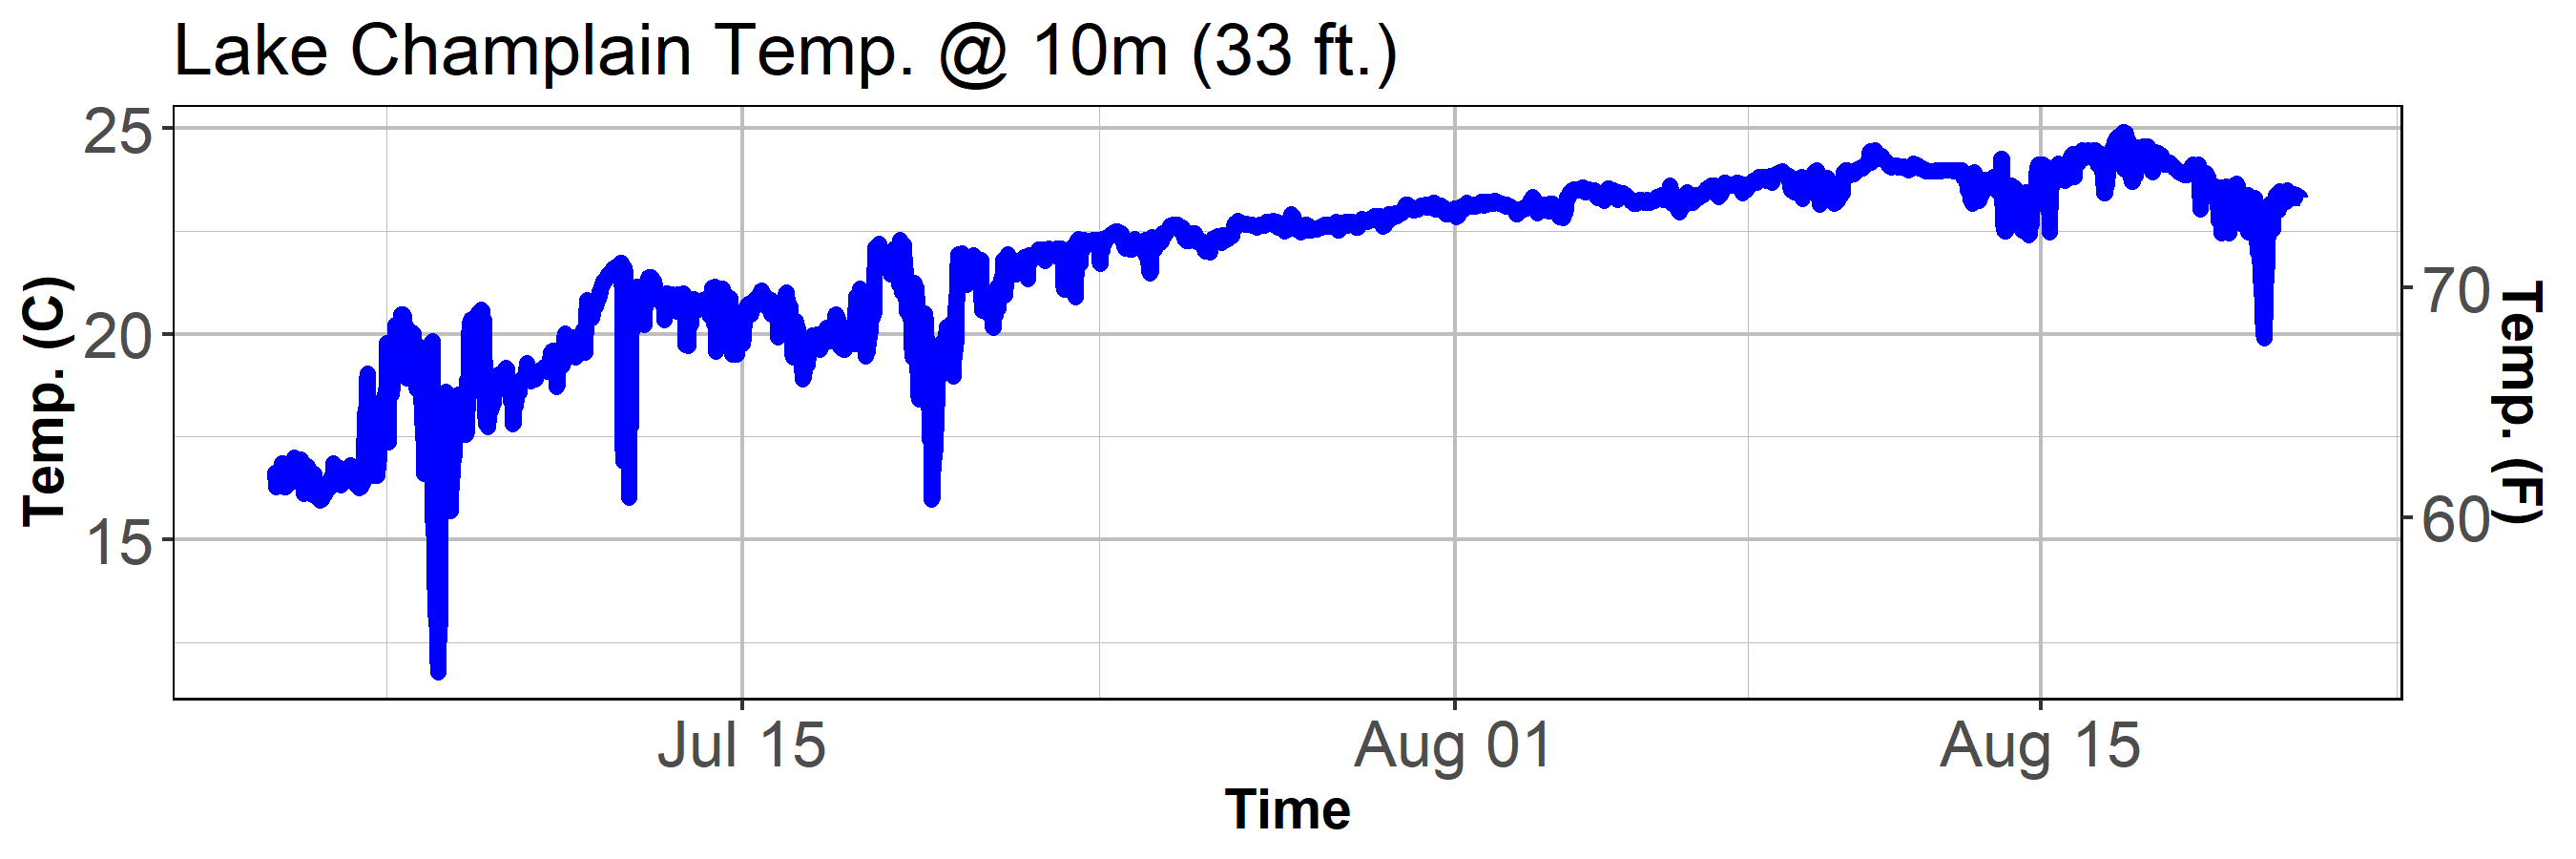 Lake Champlain Temp. @ 10m (33 ft.)
25
20
15
Temp. (C)
70
60
Temp. (F)
Jul 15
Aug 01
Aug 15
Time